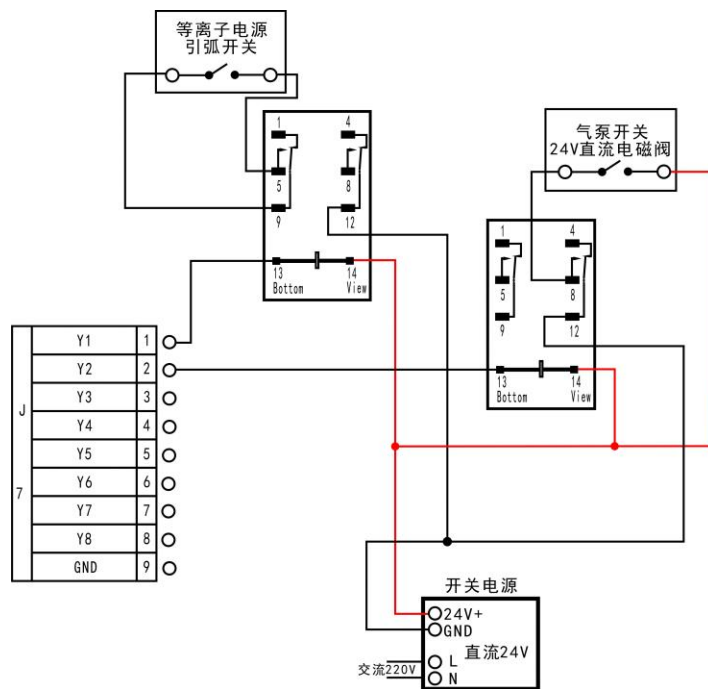 等离子电源
引弧开关
1 4
5 8
9 12
13 14
Bottom View
气泵开关
24V直流电磁阀
1 4
5 8
9 12
13 14
Bottom View
J7
Y1 1
Y2 2
Y3 3
Y4 4
Y5 5
Y6 6
Y7 7
Y8 8
GND 9
开关电源
24V+
GND
直流24V
交流220V
L
N